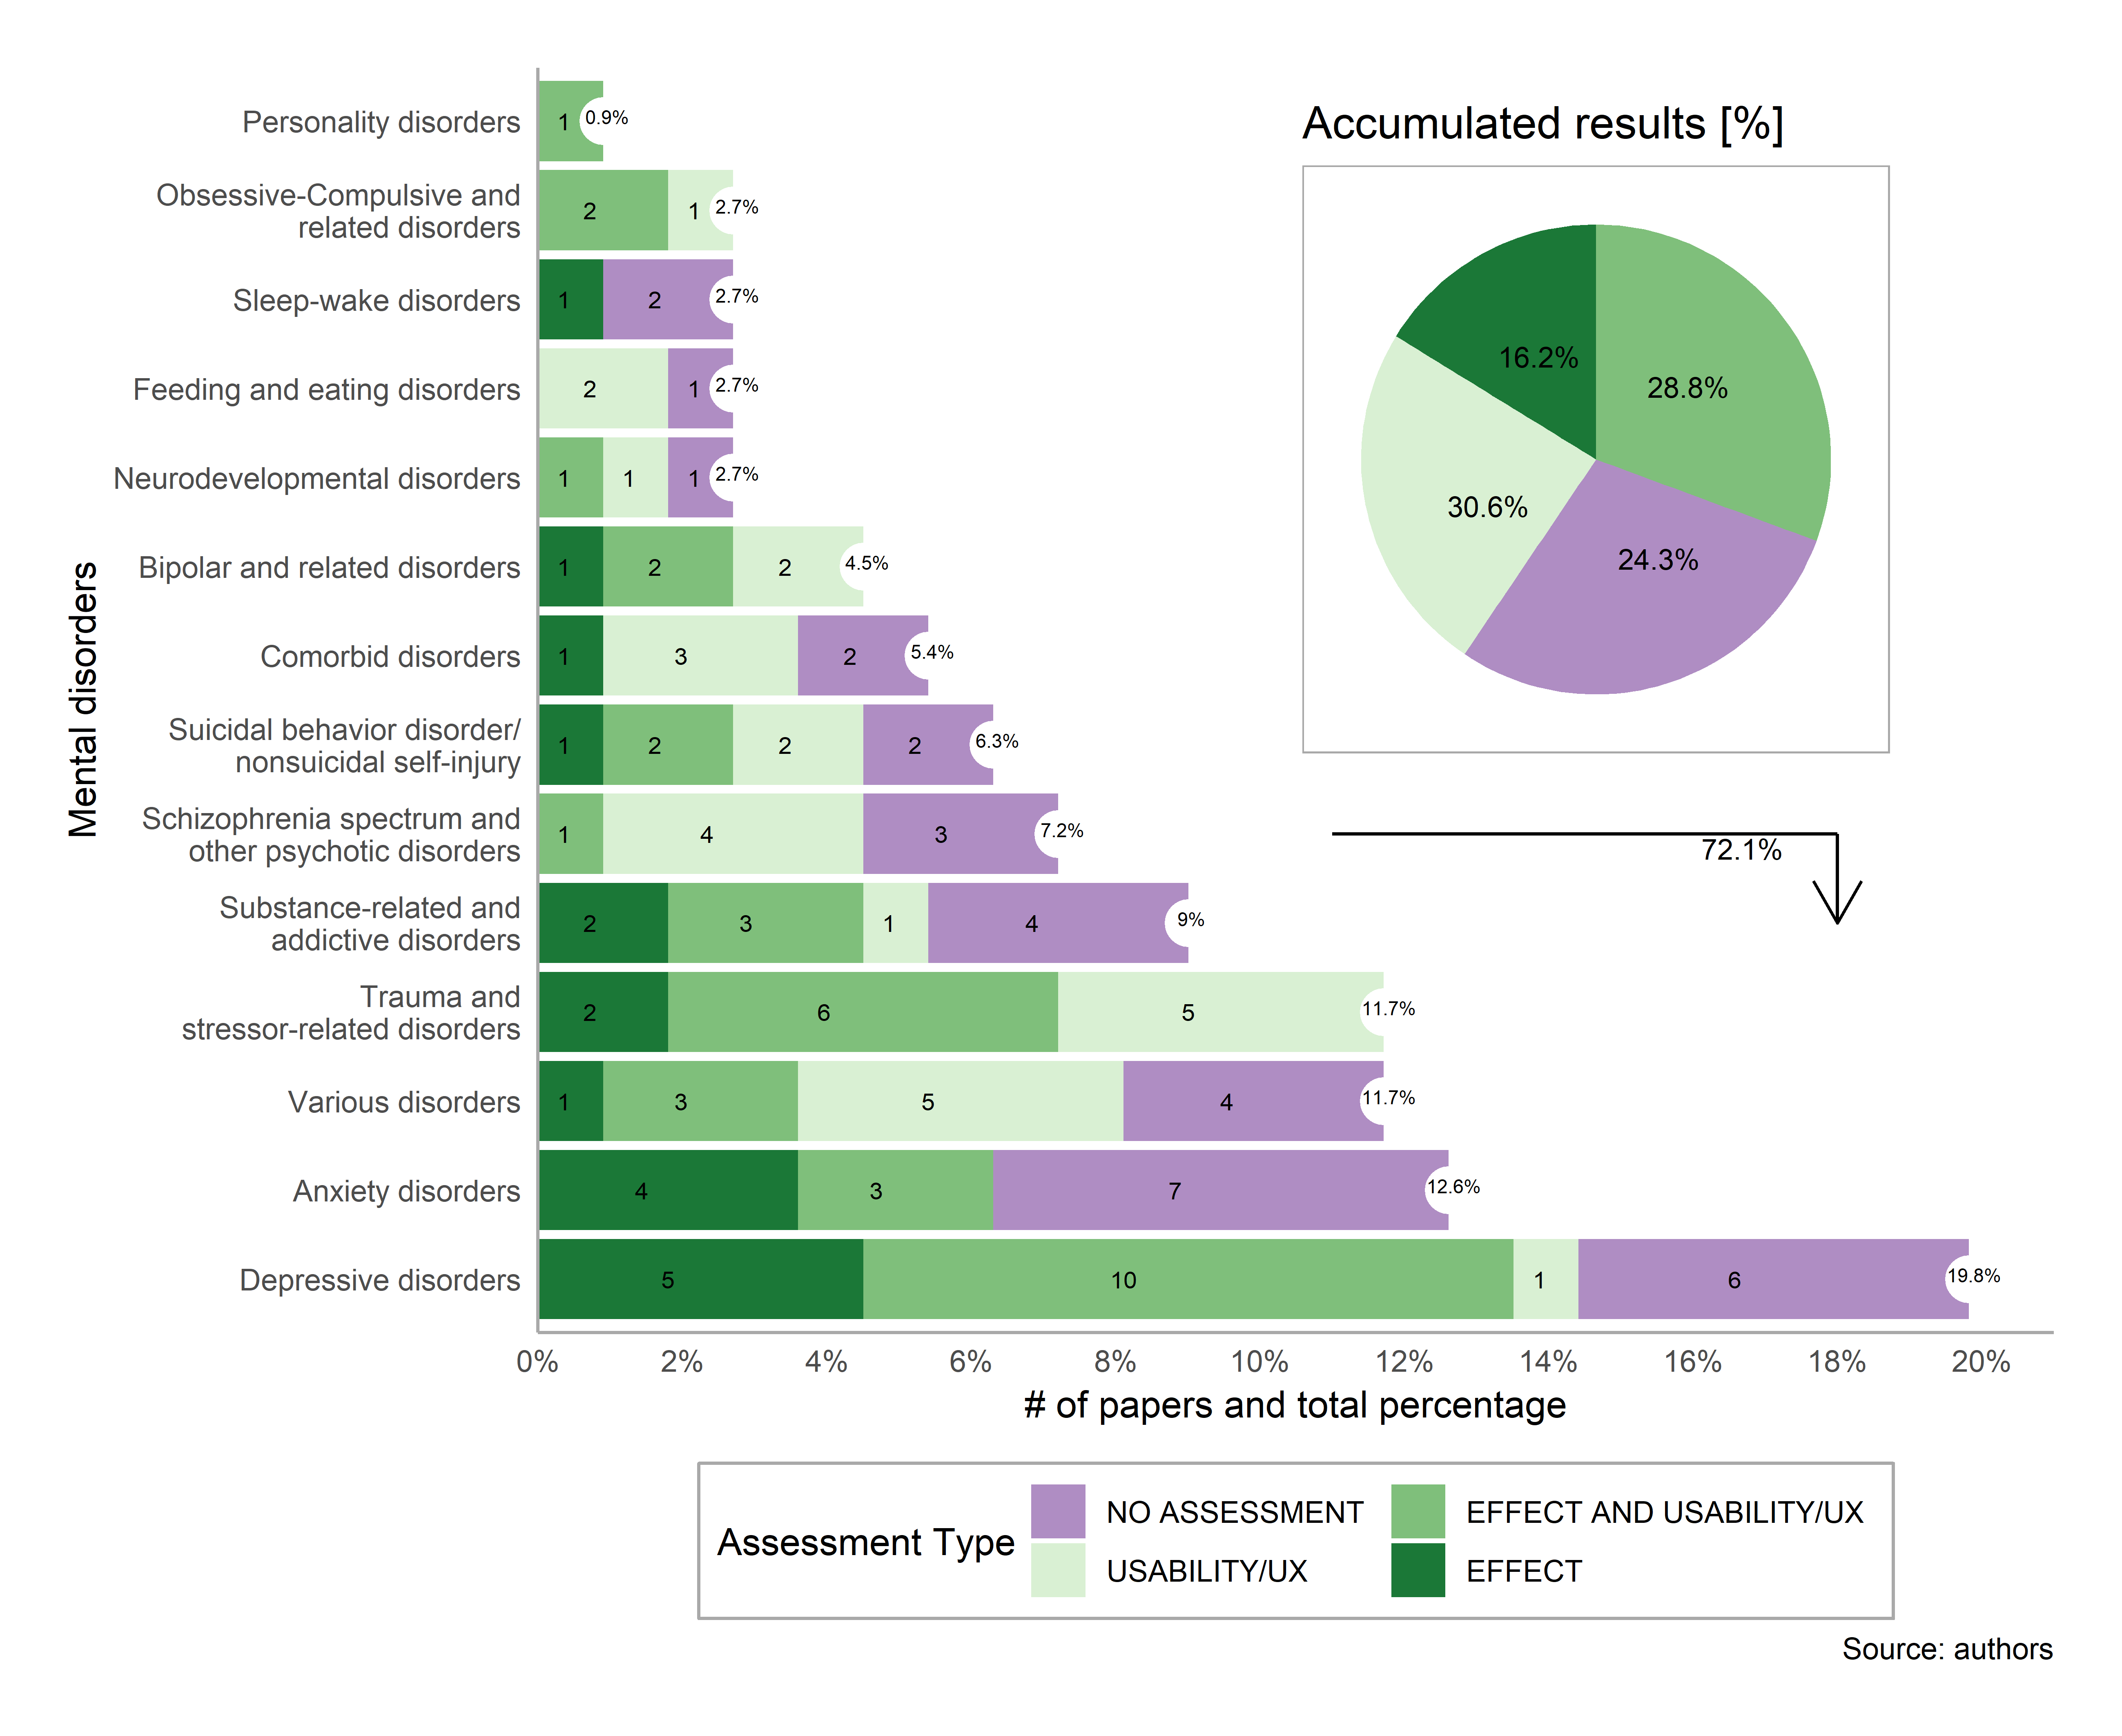 Accumulated results [%]
16.2%
28.8%
30.6%
24.3%
72.1%
Mental disorders
Personality disorders
1
0.9%
Obsessive-Compulsive and
related disorders
2
1
2.7%
Sleep-wake disorders
1
2
2.7%
Feeding and eating disorders
2
1
2.7%
Neurodevelopmental disorders
1
1
1
2.7%
Bipolar and related disorders
1
2
2
4.5%
Comorbid disorders
1
3
2
5.4%
Suicidal behavior disorder/
nonsuicidal self-injury
1
2
2
2
6.3%
Schizophrenia spectrum and
other psychotic disorders
1
4
3
7.2%
Substance-related and
addictive disorders
2
3
1
4
9%
Trauma and
stressor-related disorders
2
6
5
11.7%
Various disorders
1
3
5
4
11.7%
Anxiety disorders
4
3
7
12.6%
Depressive disorders
5
10
1
6
19.8%
0% 2% 4% 6% 8% 10% 12% 14% 16% 18% 20%
# of papers and total percentage
Assessment Type
NO ASSESSMENT
EFFECT AND USABILITY/UX
USABILITY/UX
EFFECT
Source: authors